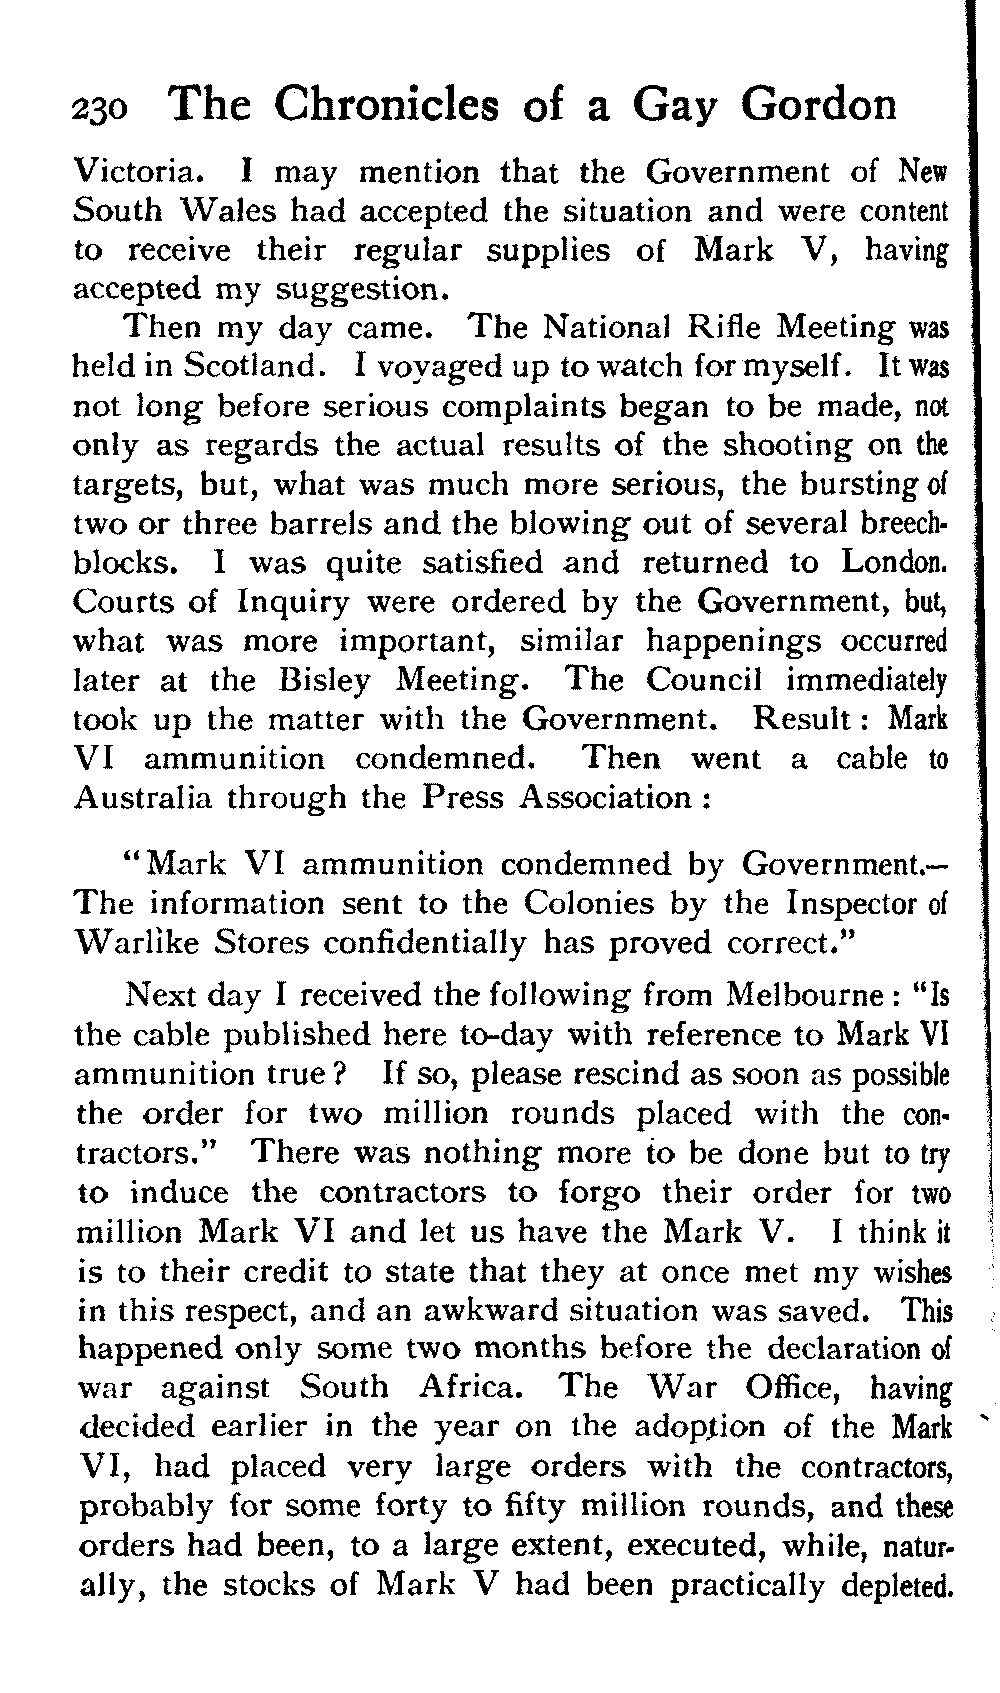 230 The Chronicles of a Gay Gordon
Victoria. I may mention that the Government of New
South Wales had accepted the situation and were content
to receive their regular supplies of Mark V, having
accepted my suggestion.
Then my day came. The National Rifle Meeting was
held in Scotland. I voyaged up to watch for myself. It was
not long before serious complaints began to be made, not
only as regards the actual results of the shooting on the
targets, but, what was much more serious, the bursting of
two or three barrels and the blowing out of several breech-
blocks. I was quite satisfied and returned to London.
Courts of Inquiry were ordered by the Government, but,
what was more important, similar happenings occurred
later at the Bisley Meeting. The Council immediately
took up the matter with the Government. Result : Mark
VI ammunition condemned. Then went a cable to
Australia through the Press Association :
"Mark VI ammunition condemned by Government.—
The information sent to the Colonies by the Inspector of
Warlike Stores confidentially has proved correct."
Next day I received the following from Melbourne : "Is
the cable published here to-day with reference to Mark VI
ammunition true ? If so, please rescind as soon as possible
the order for two million rounds placed with the con-
tractors." There was nothing more to be done but to try
to induce the contractors to forgo their order for two
million Mark VI and let us have the Mark V. I think it
is to their credit to state that they at once met my wishes
in this respect, and an awkward situation was saved. This
happened only some two months before the declaration of
war against South Africa. The War Office, having
decided earlier in the year on the adoption of the Mark
VI, had placed very large orders with the contractors,
probably for some forty to fifty million rounds, and these
orders had been, to a large extent, executed, while, natur-
ally, the stocks of Mark V had been practically depleted.